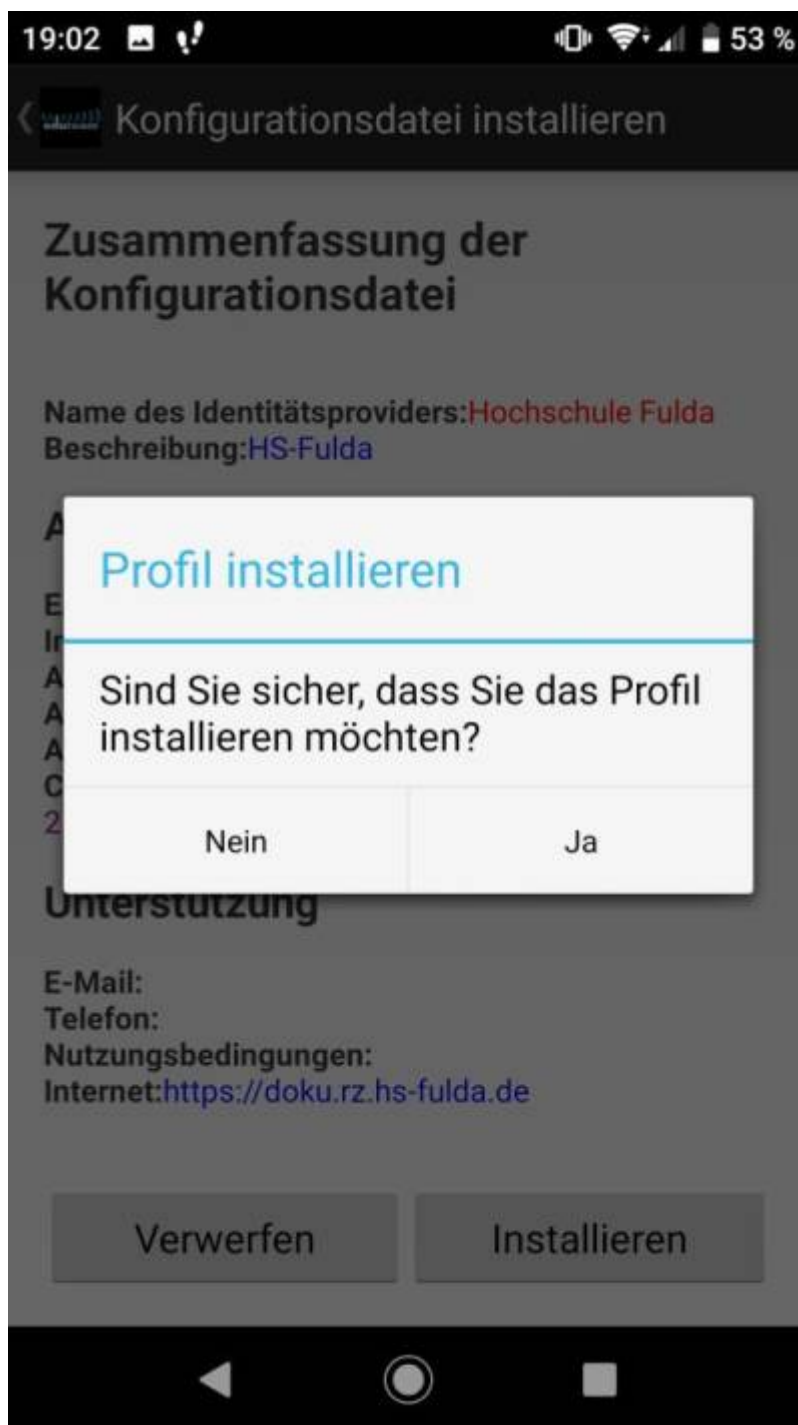 19:02 53 %
Konfigurationsdatei installieren
Zusammenfassung der
Konfigurationsdatei
Name des Identitätsproviders:Hochschule Fulda
Beschreibung:HS-Fulda
Profil installieren
Sind Sie sicher, dass Sie das Profil
installieren möchten?
Nein Ja
Unterstützung
E-Mail:
Telefon:
Nutzungsbedingungen:
Internet:https://doku.rz.hs-fulda.de
Verwerfen Installieren